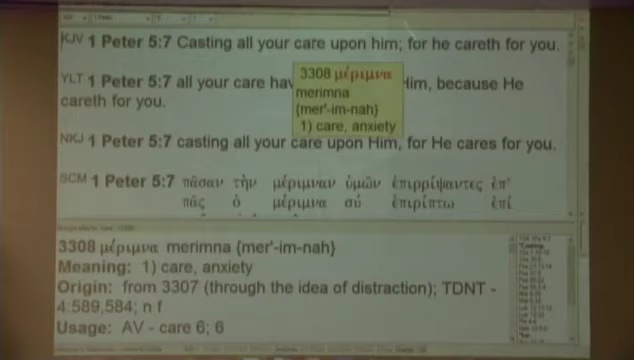 KJV 1 Peter 5:7 Casting all your care upon him; for he careth for you.
YLT 1 Peter 5:7 all your care hav Him, because He
careth for you.
3308 μέριμνα
merimna
{mer'-im-nah}
1) care, anxiety
NKJ 1 Peter 5:7 casting all your care upon Him, for He cares for you.
SCM 1 Peter 5:7 πᾶσαν τὴν μέριμναν ὑμῶν ἐπιρρίψαντες ἐπ'
πᾶς ὁ μέριμνα σύ ἐπιρίπτω ἐπί
3308 μέριμνα merimna {mer'-im-nah}
Meaning: 1) care, anxiety
Origin: from 3307 (through the idea of distraction); TDNT -
4:589,584; n f
Usage: AV - care 6; 6